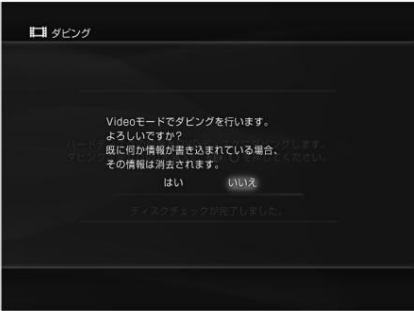 ダビング
Videoモードでダビングを行います。
よろしいですか?
既に何か情報が書き込まれている場合、
その情報は消去されます。
はい いいえ
ディスクチェックが完了しました。